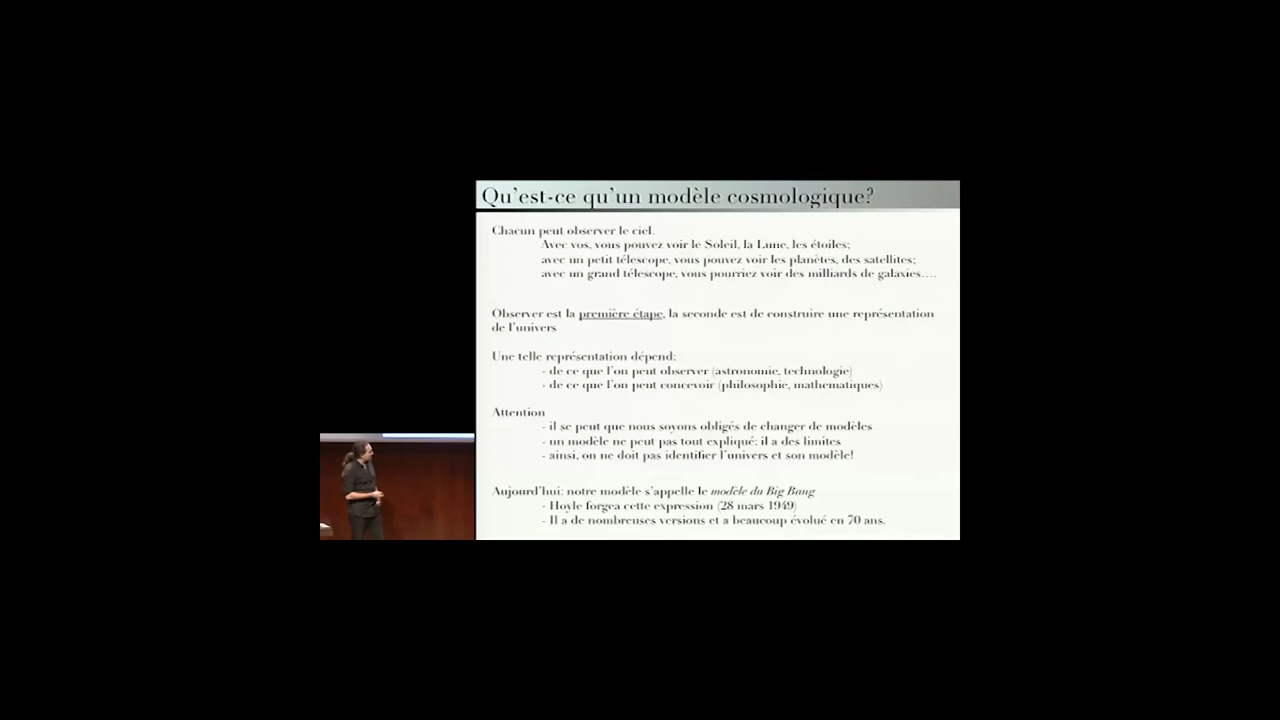 Qu'est-ce qu'un modèle cosmologique?
Chacun peut observer le ciel.
Avec vos, vous pouvez voir le Soleil, la Lune, les étoiles;
avec un petit télescope, vous pouvez voir les planètes, des satellites;
avec un grand télescope, vous pourriez voir des milliards de galaxies....
Observer est la première étape, la seconde est de construire une représentation
de l'univers
Une telle représentation dépend:
- de ce que l'on peut observer (astronomie, technologie)
- de ce que l'on peut concevoir (philosophie, mathematiques)
Attention
- il se peut que nous soyons obligés de changer de modèles
- un modèle ne peut pas tout expliqué: il a des limites
- ainsi, on ne doit pas identifier l'univers et son modèle!
Aujourd'hui: notre modèle s'appelle le modèle du Big Bang
- Hoyle forgea cette expression (28 mars 1949)
- Il a de nombreuses versions et a beaucoup évolué en 70 ans.